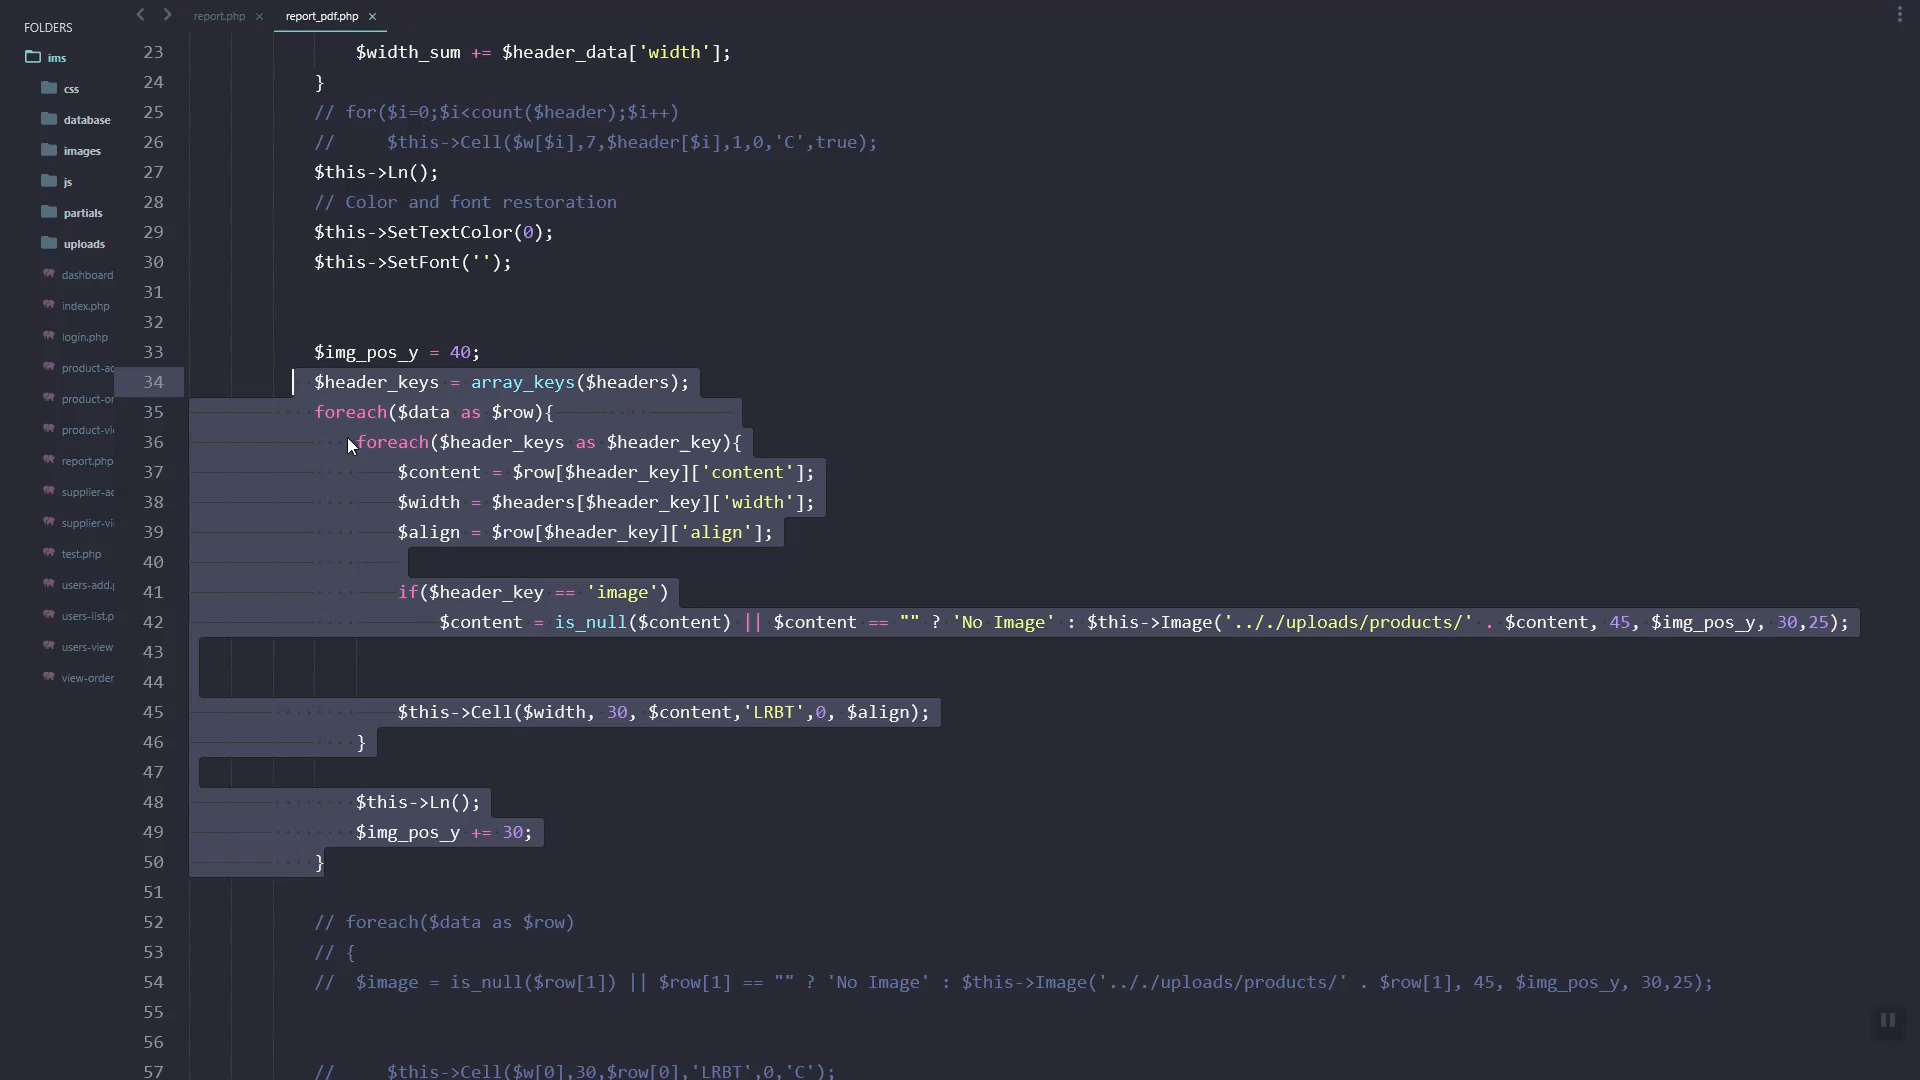 FOLDERS
ims
css
database
images
js
partials
uploads
dashboard
index.php
login.php
product-ad
product-or
product-vi
report.php
supplier-ad
supplier-vi
test.php
users-add.p
users-list.p
users-view
view-order
report.php ×
report_pdf.php ×
23 $width_sum += $header_data['width'];
24 }
25 // for($i=0;$i<count($header);$i++)
26 //     $this->Cell($w[$i],7,$header[$i],1,0,'C',true);
27 $this->Ln();
28 // Color and font restoration
29 $this->SetTextColor(0);
30 $this->SetFont('');
31
32
33 $img_pos_y = 40;
34 $header_keys = array_keys($headers);
35 foreach($data as $row){
36 foreach($header_keys as $header_key){
37 $content = $row[$header_key]['content'];
38 $width = $headers[$header_key]['width'];
39 $align = $row[$header_key]['align'];
40
41 if($header_key == 'image')
42 $content = is_null($content) || $content == "" ? 'No Image' : $this->Image('.././uploads/products/' . $content, 45, $img_pos_y, 30,25);
43
44
45 $this->Cell($width, 30, $content,'LRBT',0, $align);
46 }
47
48 $this->Ln();
49 $img_pos_y += 30;
50 }
51
52 // foreach($data as $row)
53 // {
54 //  $image = is_null($row[1]) || $row[1] == "" ? 'No Image' : $this->Image('.././uploads/products/' . $row[1], 45, $img_pos_y, 30,25);
55
56
57 //     $this->Cell($w[0],30,$row[0],'LRBT',0,'C');